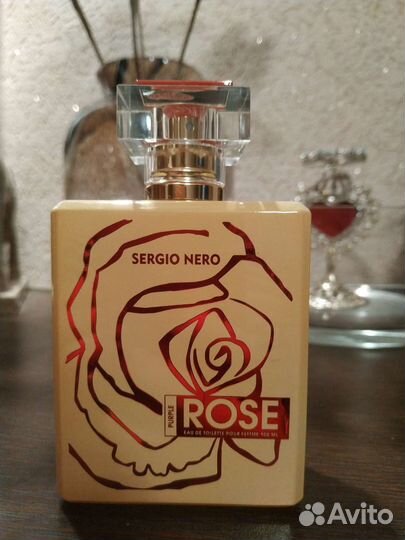 SERGIO NERO
PURPLE
ROSE
EAU DE TOILETTE POUR FEMME 100 ML
Avito